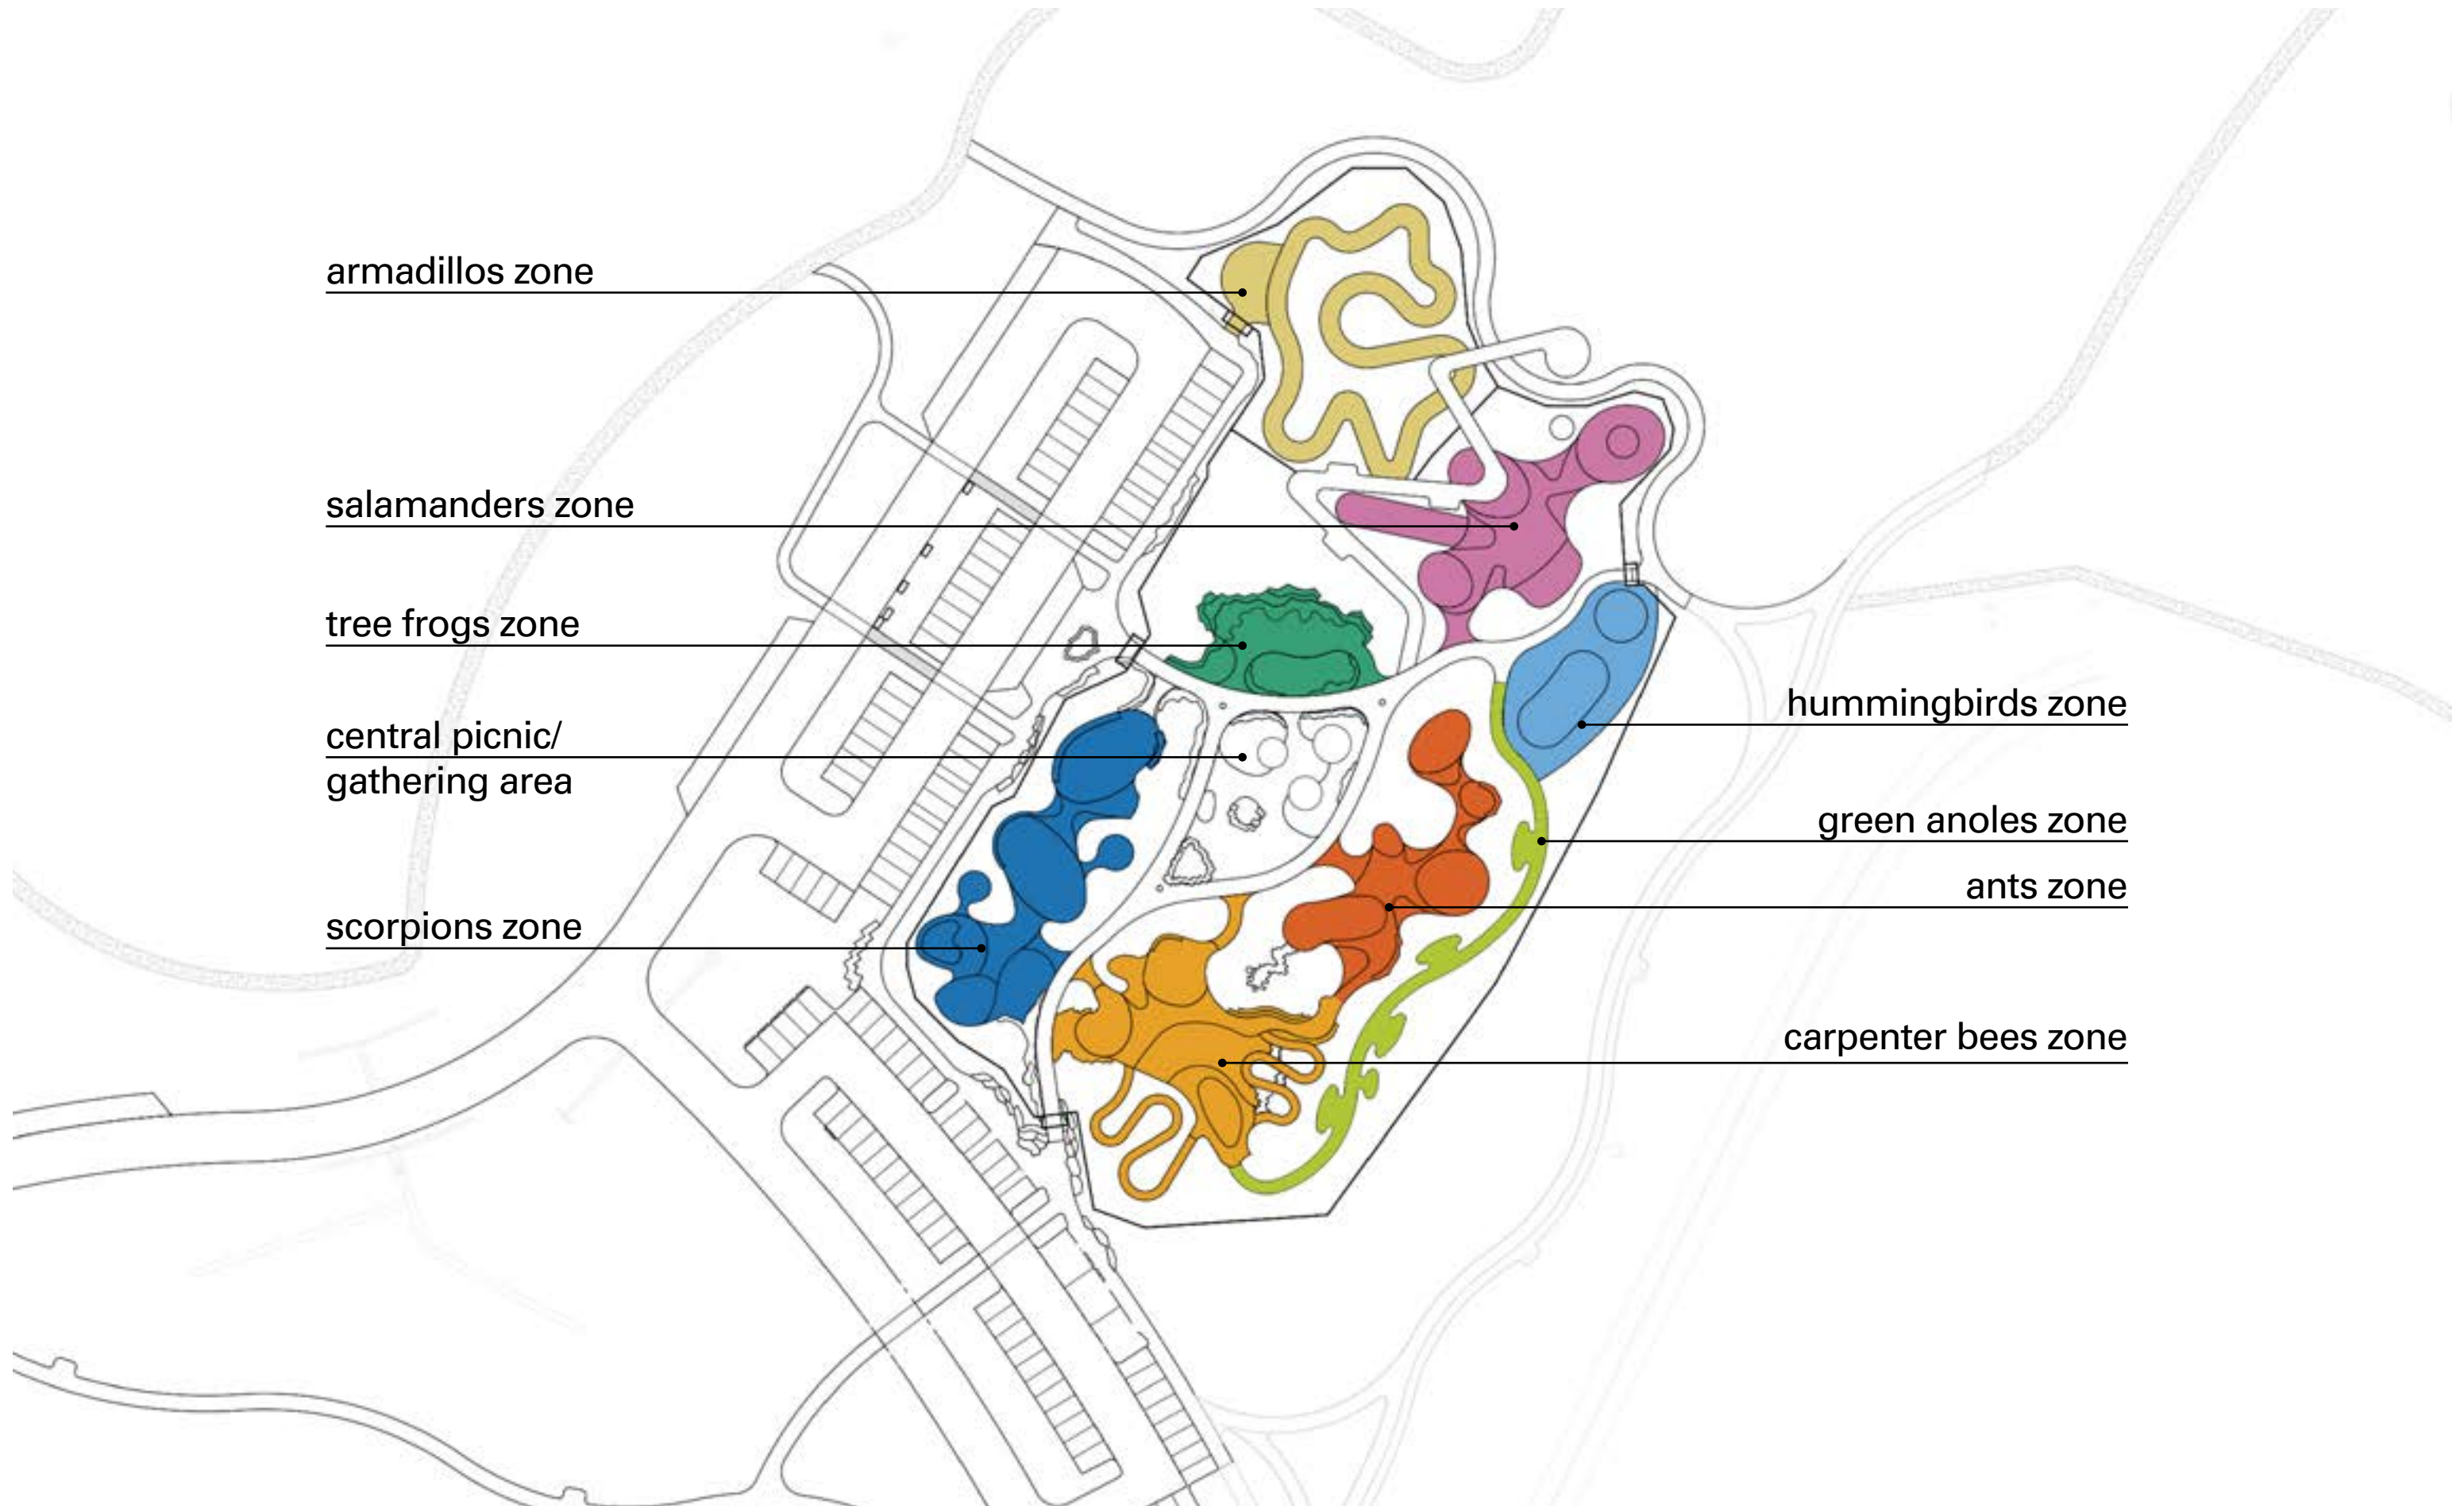 armadillos zone
salamanders zone
tree frogs zone
central picnic/
gathering area
scorpions zone
hummingbirds zone
green anoles zone
ants zone
carpenter bees zone